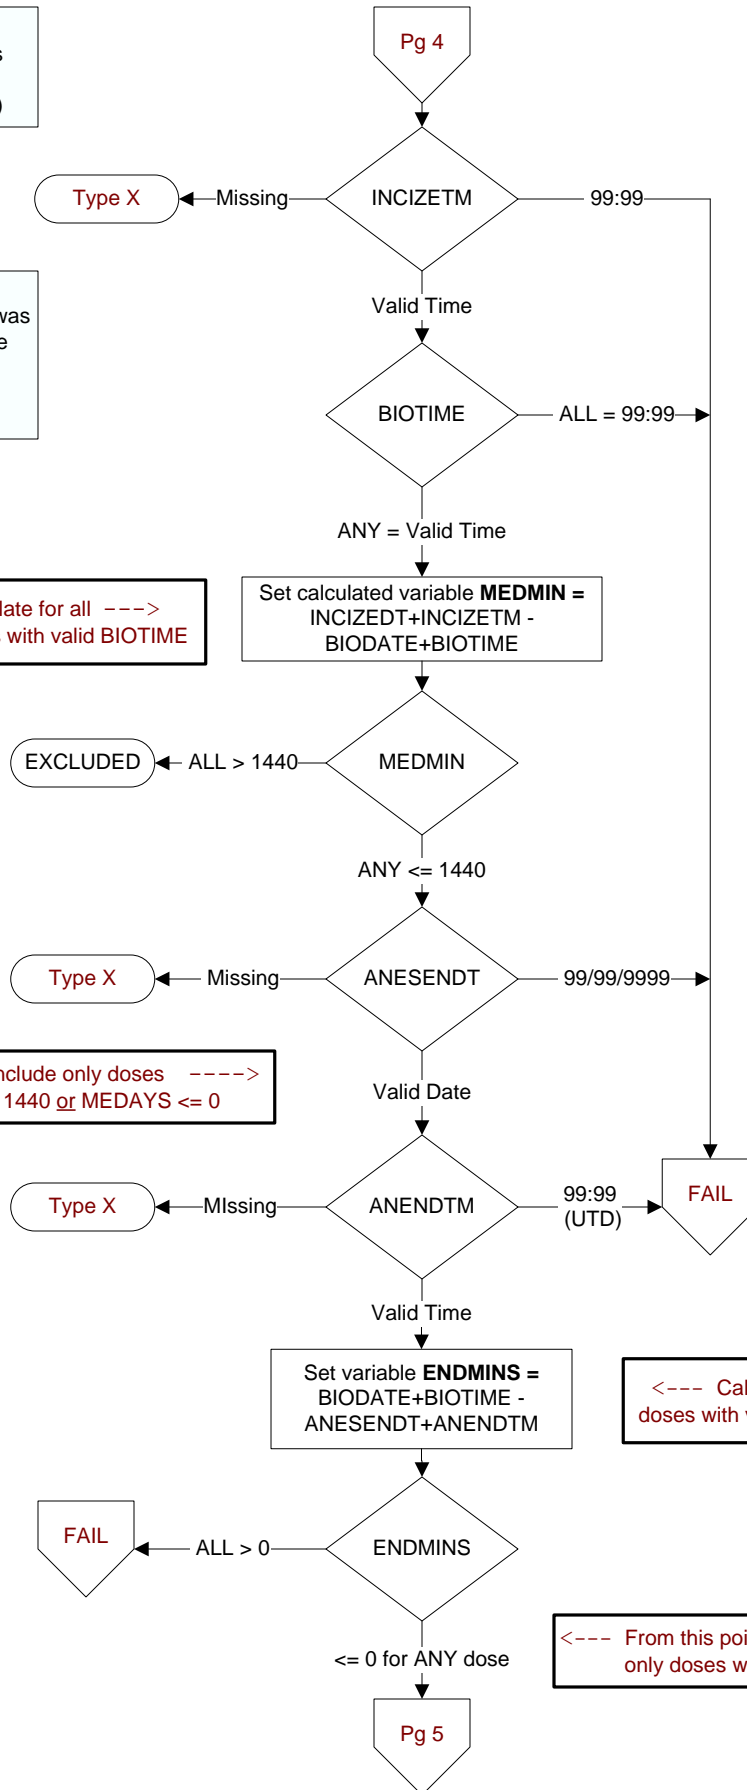 Pg 4
s
)
Type X
Missing
INCIZETM
99:99
Valid Time
was
e
BIOTIME
ALL = 99:99
ANY = Valid Time
late for all --->
with valid BIOTIME
Set calculated variable MEDMIN =
INCIZEDT+INCIZETM -
BIODATE+BIOTIME
EXCLUDED
ALL > 1440
MEDMIN
ANY <= 1440
Type X
Missing
ANESENDT
99/99/9999
nclude only doses ---->
1440 or MEDAYS <= 0
Valid Date
Type X
MIssing
ANENDTM
99:99
(UTD)
FAIL
Valid Time
Set variable ENDMINS =
BIODATE+BIOTIME -
ANESENDT+ANENDTM
<--- Cal
doses with
FAIL
ALL > 0
ENDMINS
<= 0 for ANY dose
<--- From this poi
only doses w
Pg 5